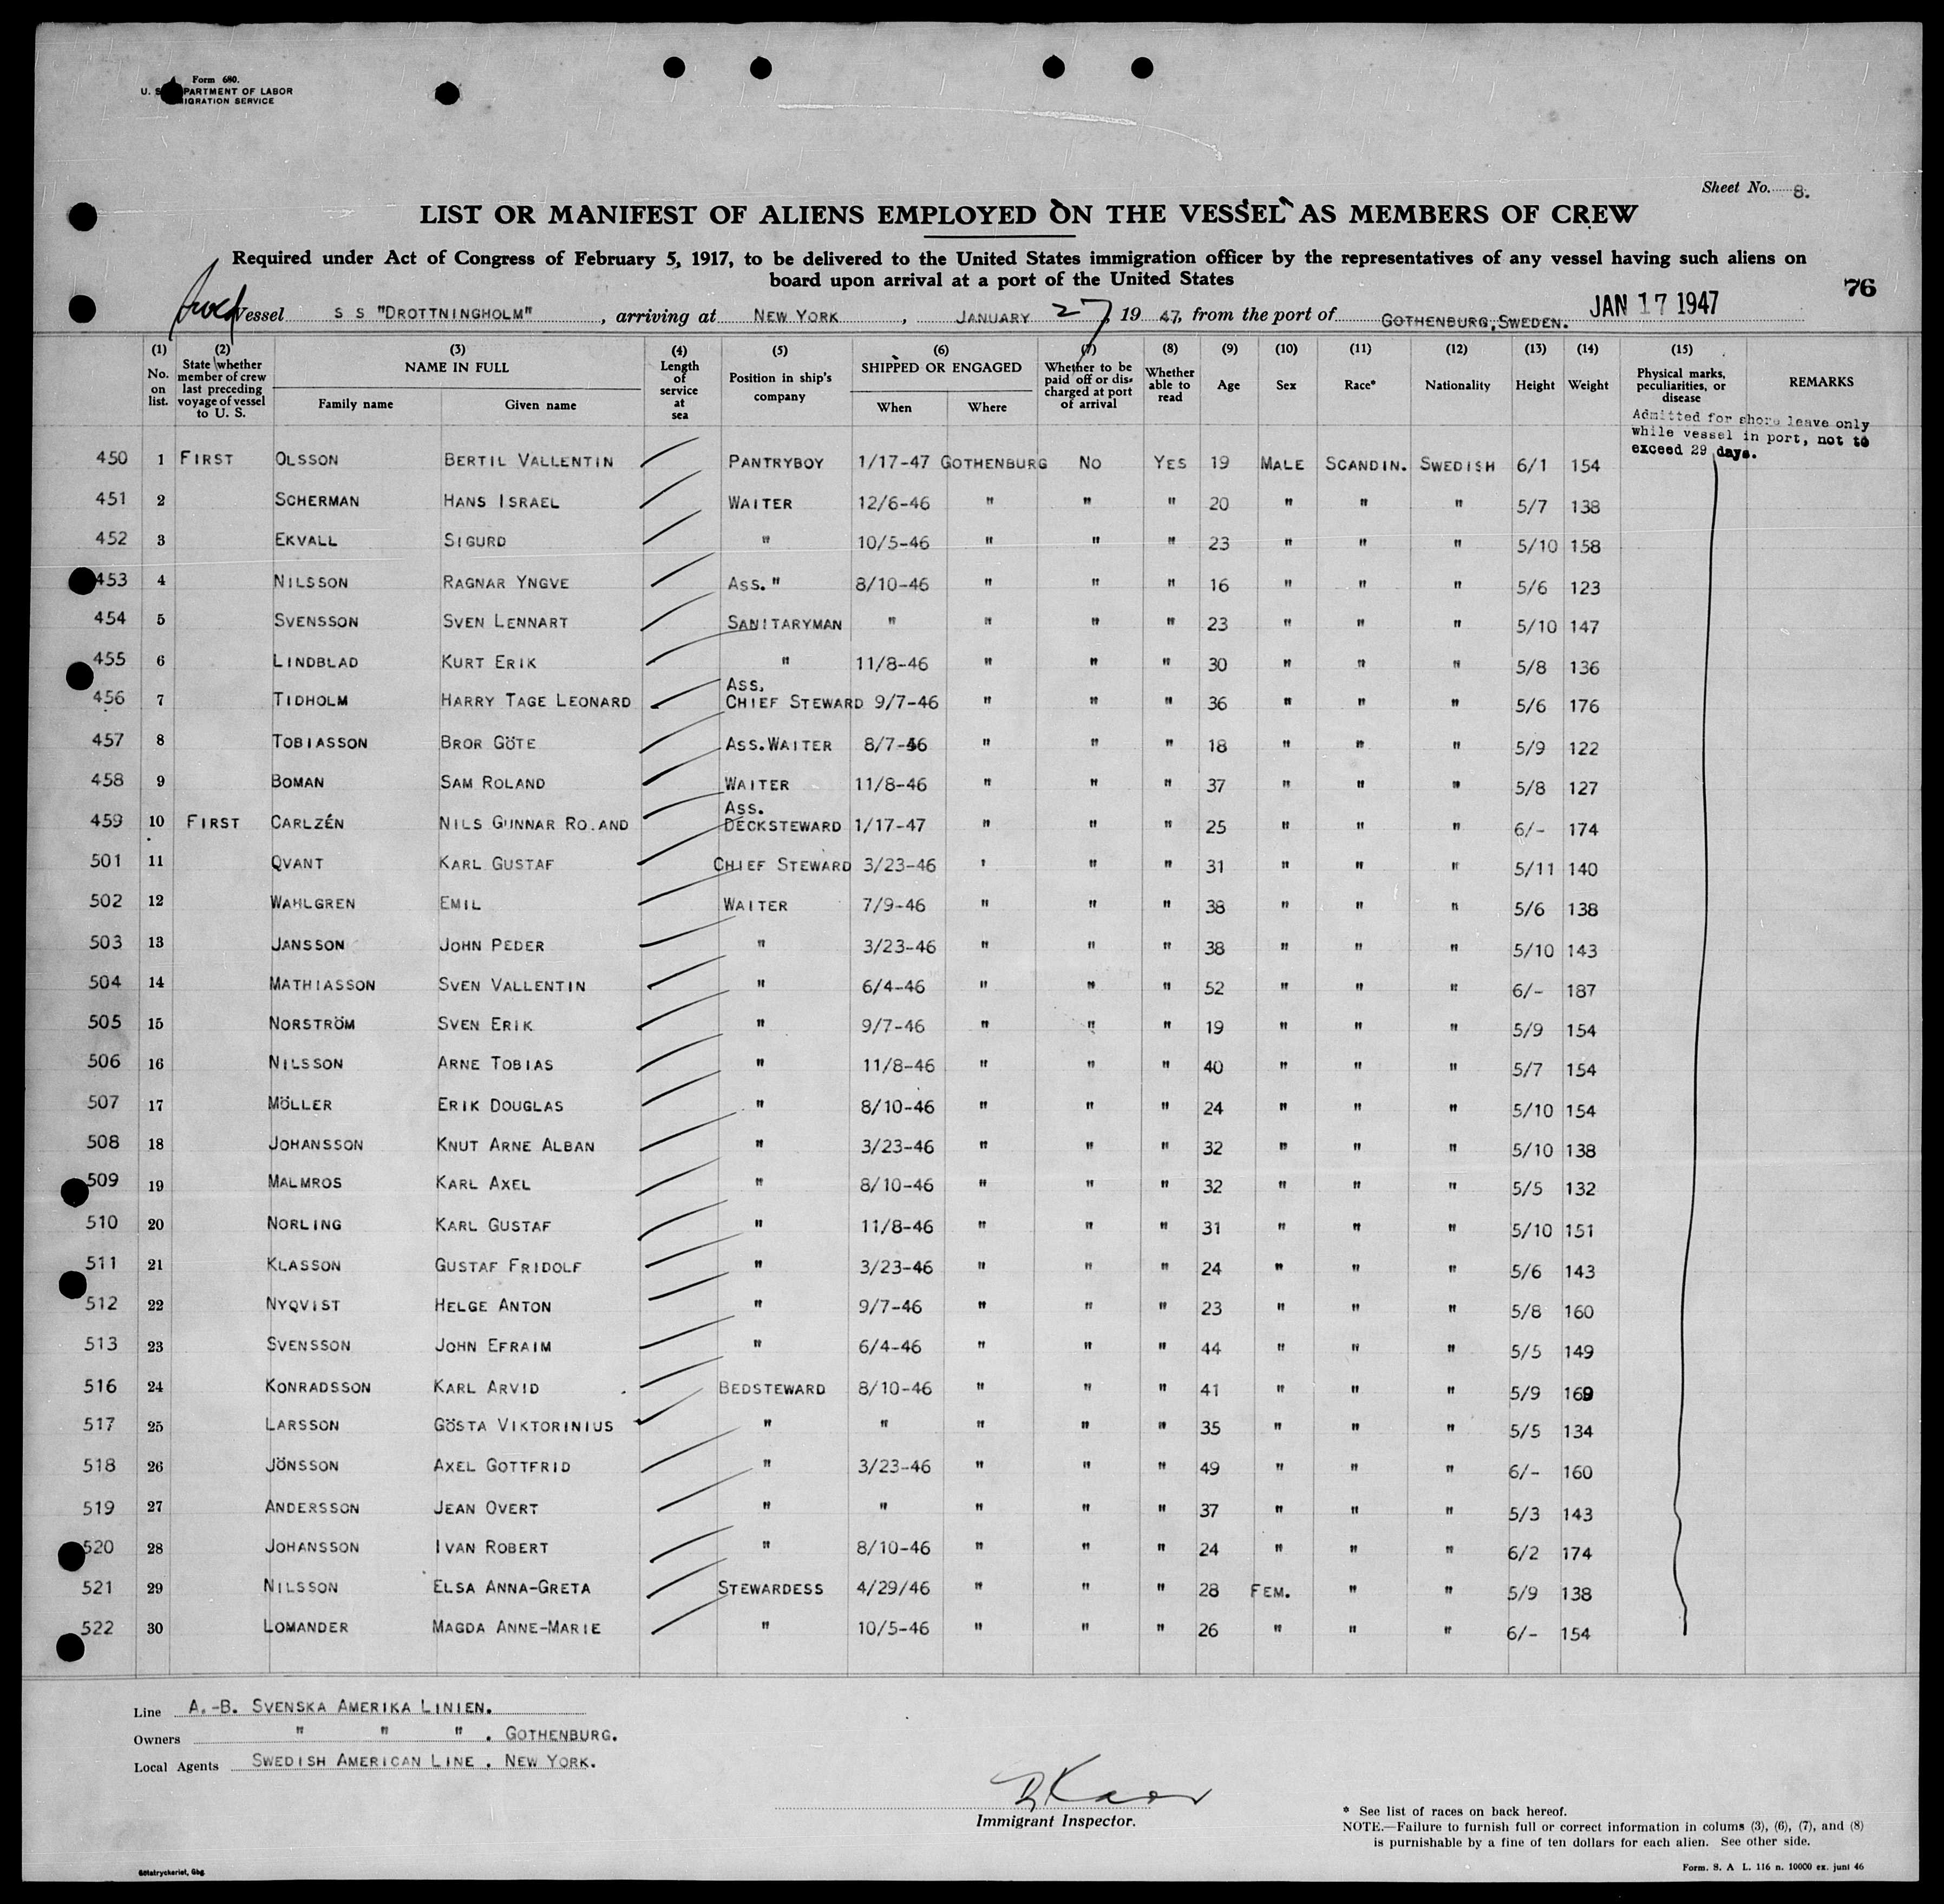 Form 680.
U. S. DEPARTMENT OF LABOR
IMMIGRATION SERVICE
Sheet No. 8.
LIST OR MANIFEST OF ALIENS EMPLOYED ON THE VESSEL AS MEMBERS OF CREW
Required under Act of Congress of February 5, 1917, to be delivered to the United States immigration officer by the representatives of any vessel having such aliens on
board upon arrival at a port of the United States
76
Vessel S S "DROTTNINGHOLM", arriving at NEW YORK, JANUARY 27, 19 47, from the port of GOTHENBURG, SWEDEN. JAN 17 1947
(1) No. on list. (2) State whether member of crew last preceding voyage of vessel to U. S. (3) NAME IN FULL Family name Given name (4) Length of service at sea (5) Position in ship's company (6) SHIPPED OR ENGAGED When Where (7) Whether to be paid off or discharged at port of arrival (8) Whether able to read (9) Age (10) Sex (11) Race* (12) Nationality (13) Height (14) Weight (15) Physical marks, peculiarities, or disease REMARKS
Admitted for shore leave only
while vessel in port, not to
exceed 29 days.
450 1 FIRST OLSSON BERTIL VALLENTIN PANTRYBOY 1/17-47 GOTHENBURG NO YES 19 MALE SCANDIN. SWEDISH 6/1 154
451 2 SCHERMAN HANS ISRAEL WAITER 12/6-46 " " " 20 " " " 5/7 138
452 3 EKVALL SIGURD " 10/5-46 " " " 23 " " " 5/10 158
453 4 NILSSON RAGNAR YNGVE ASS. " 8/10-46 " " " 16 " " " 5/6 123
454 5 SVENSSON SVEN LENNART SANITARYMAN " " " " 23 " " " 5/10 147
455 6 LINDBLAD KURT ERIK " 11/8-46 " " " 30 " " " 5/8 136
456 7 TIDHOLM HARRY TAGE LEONARD ASS. CHIEF STEWARD 9/7-46 " " " 36 " " " 5/6 176
457 8 TOBIASSON BROR GÖTE ASS.WAITER 8/7-46 " " " 18 " " " 5/9 122
458 9 BOMAN SAM ROLAND WAITER 11/8-46 " " " 37 " " " 5/8 127
459 10 FIRST CARLZÉN NILS GUNNAR RO.AND ASS. DECKSTEWARD 1/17-47 " " " 25 " " " 6/- 174
501 11 QVANT KARL GUSTAF CHIEF STEWARD 3/23-46 ' " " 31 " " " 5/11 140
502 12 WAHLGREN EMIL WAITER 7/9-46 " " " 38 " " " 5/6 138
503 13 JANSSON JOHN PEDER " 3/23-46 " " " 38 " " " 5/10 143
504 14 MATHIASSON SVEN VALLENTIN " 6/4-46 " " " 52 " " " 6/- 187
505 15 NORSTRÖM SVEN ERIK " 9/7-46 " " " 19 " " " 5/9 154
506 16 NILSSON ARNE TOBIAS " 11/8-46 " " " 40 " " " 5/7 154
507 17 MÖLLER ERIK DOUGLAS " 8/10-46 " " " 24 " " " 5/10 154
508 18 JOHANSSON KNUT ARNE ALBAN " 3/23-46 " " " 32 " " " 5/10 138
509 19 MALMROS KARL AXEL " 8/10-46 " " " 32 " " " 5/5 132
510 20 NORLING KARL GUSTAF " 11/8-46 " " " 31 " " " 5/10 151
511 21 KLASSON GUSTAF FRIDOLF " 3/23-46 " " " 24 " " " 5/6 143
512 22 NYQVIST HELGE ANTON " 9/7-46 " " " 23 " " " 5/8 160
513 23 SVENSSON JOHN EFRAIM " 6/4-46 " " " 44 " " " 5/5 149
516 24 KONRADSSON KARL ARVID BEDSTEWARD 8/10-46 " " " 41 " " " 5/9 169
517 25 LARSSON GÖSTA VIKTORINIUS " " " " " 35 " " " 5/5 134
518 26 JÖNSSON AXEL GOTTFRID " 3/23-46 " " " 49 " " " 6/- 160
519 27 ANDERSSON JEAN OVERT " " " " " 37 " " " 5/3 143
520 28 JOHANSSON IVAN ROBERT " 8/10-46 " " " 24 " " " 6/2 174
521 29 NILSSON ELSA ANNA-GRETA STEWARDESS 4/29/46 " " " 28 FEM. " " 5/9 138
522 30 LOMANDER MAGDA ANNE-MARIE " 10/5-46 " " " 26 " " " 6/- 154
Line A.-B. SVENSKA AMERIKA LINIEN.
Owners " " " . GOTHENBURG.
Local Agents SWEDISH AMERICAN LINE . NEW YORK.
Immigrant Inspector.
* See list of races on back hereof.
NOTE.—Failure to furnish full or correct information in colums (3), (6), (7), and (8)
is purnishable by a fine of ten dollars for each alien. See other side.
Götatryckeriet, Gbg
Form. S. A L. 116 n. 10000 ex. juni 46